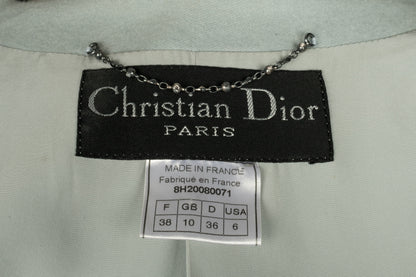 Christian Dior
PARIS
MADE IN FRANCE
Fabriqué en France
8H20080071
F GB D USA
38 10 36 6